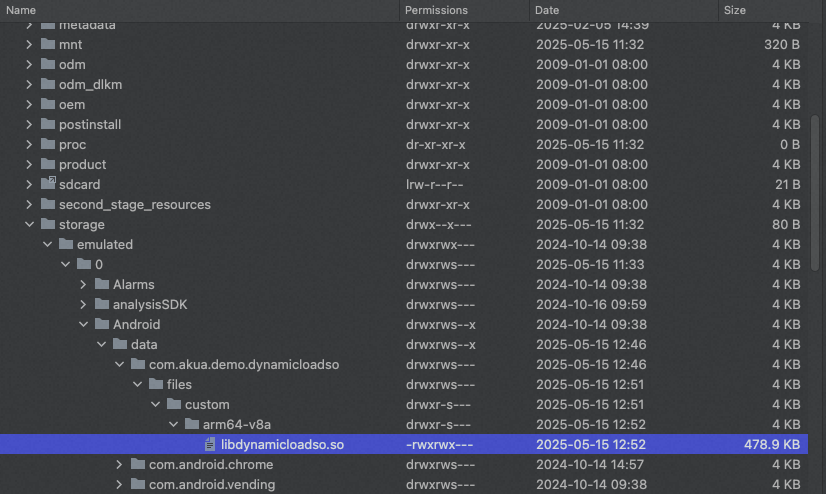 Name Permissions Date Size
metadata drwxr-xr-x 2025-02-05 14:39 4 KB
mnt drwxr-xr-x 2025-05-15 11:32 320 B
odm drwxr-xr-x 2009-01-01 08:00 4 KB
odm_dlkm drwxr-xr-x 2009-01-01 08:00 4 KB
oem drwxr-xr-x 2009-01-01 08:00 4 KB
postinstall drwxr-xr-x 2009-01-01 08:00 4 KB
proc dr-xr-xr-x 2025-05-15 11:32 0 B
product drwxr-xr-x 2009-01-01 08:00 4 KB
sdcard lrw-r--r-- 2009-01-01 08:00 21 B
second_stage_resources drwxr-xr-x 2009-01-01 08:00 4 KB
storage drwx--x--- 2025-05-15 11:32 80 B
emulated drwxrwx--- 2024-10-14 09:38 4 KB
0 drwxrws--- 2025-05-15 11:33 4 KB
Alarms drwxrws--- 2024-10-14 09:38 4 KB
analysisSDK drwxrws--- 2024-10-16 09:59 4 KB
Android drwxrws--x 2024-10-14 09:38 4 KB
data drwxrws--x 2025-05-15 12:46 4 KB
com.akua.demo.dynamicloadso drwxrws--- 2025-05-15 12:46 4 KB
files drwxrws--- 2025-05-15 12:51 4 KB
custom drwxr-s--- 2025-05-15 12:51 4 KB
arm64-v8a drwxr-s--- 2025-05-15 12:52 4 KB
libdynamicloadso.so -rwxrwx--- 2025-05-15 12:52 478.9 KB
com.android.chrome drwxrws--- 2024-10-14 14:57 4 KB
com.android.vending drwxrws--- 2024-10-14 09:38 4 KB